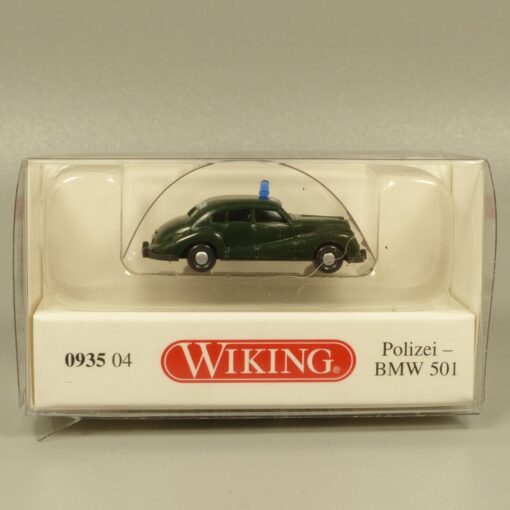 0935 04
WIKING®
Polizei –
BMW 501